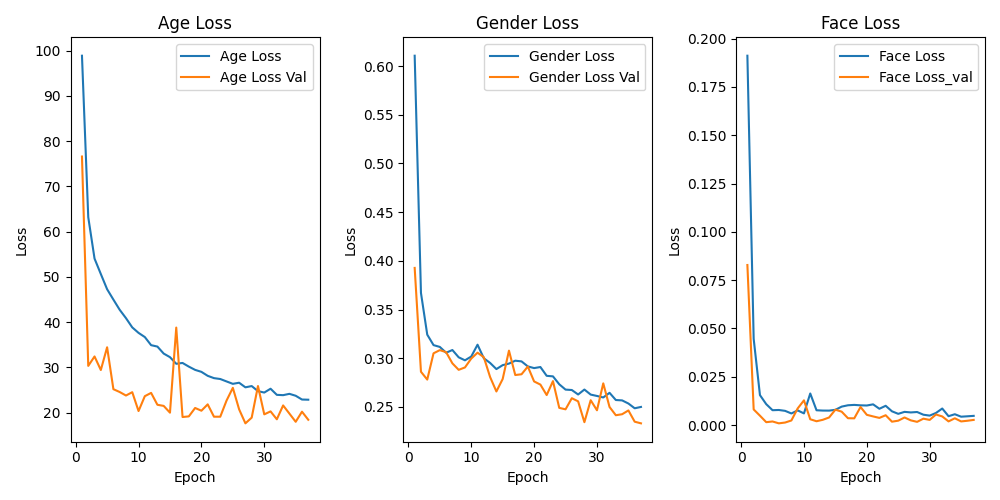 Age Loss
100
90
80
70
60
50
40
30
20
0
10
20
30
Loss
Epoch
Age Loss
Age Loss Val
Gender Loss
0.60
0.55
0.50
0.45
0.40
0.35
0.30
0.25
0
10
20
30
Loss
Epoch
Gender Loss
Gender Loss Val
Face Loss
0.200
0.175
0.150
0.125
0.100
0.075
0.050
0.025
0.000
0
10
20
30
Loss
Epoch
Face Loss
Face Loss_val